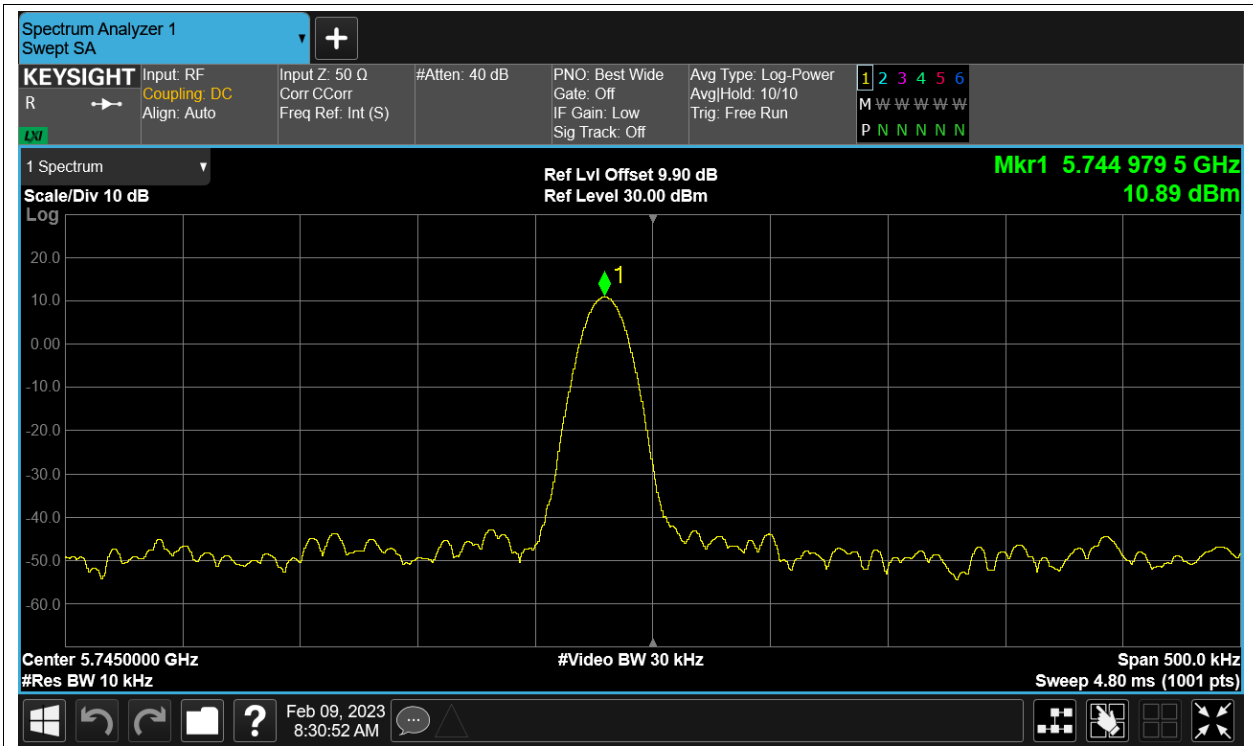 Spectrum Analyzer 1
Swept SA
KEYSIGHT
R
LXI
Input: RF
Coupling: DC
Align: Auto
Input Z: 50 Ω
Corr CCorr
Freq Ref: Int (S)
#Atten: 40 dB
PNO: Best Wide
Gate: Off
IF Gain: Low
Sig Track: Off
Avg Type: Log-Power
Avg|Hold: 10/10
Trig: Free Run
1 2 3 4 5 6
M W W W W W
P N N N N N
1 Spectrum
Scale/Div 10 dB
Log
Ref Lvl Offset 9.90 dB
Ref Level 30.00 dBm
Mkr1 5.744 979 5 GHz
10.89 dBm
1
20.0
10.0
0.00
-10.0
-20.0
-30.0
-40.0
-50.0
-60.0
Center 5.7450000 GHz
#Video BW 30 kHz
Span 500.0 kHz
#Res BW 10 kHz
Sweep 4.80 ms (1001 pts)
?
Feb 09, 2023
8:30:52 AM